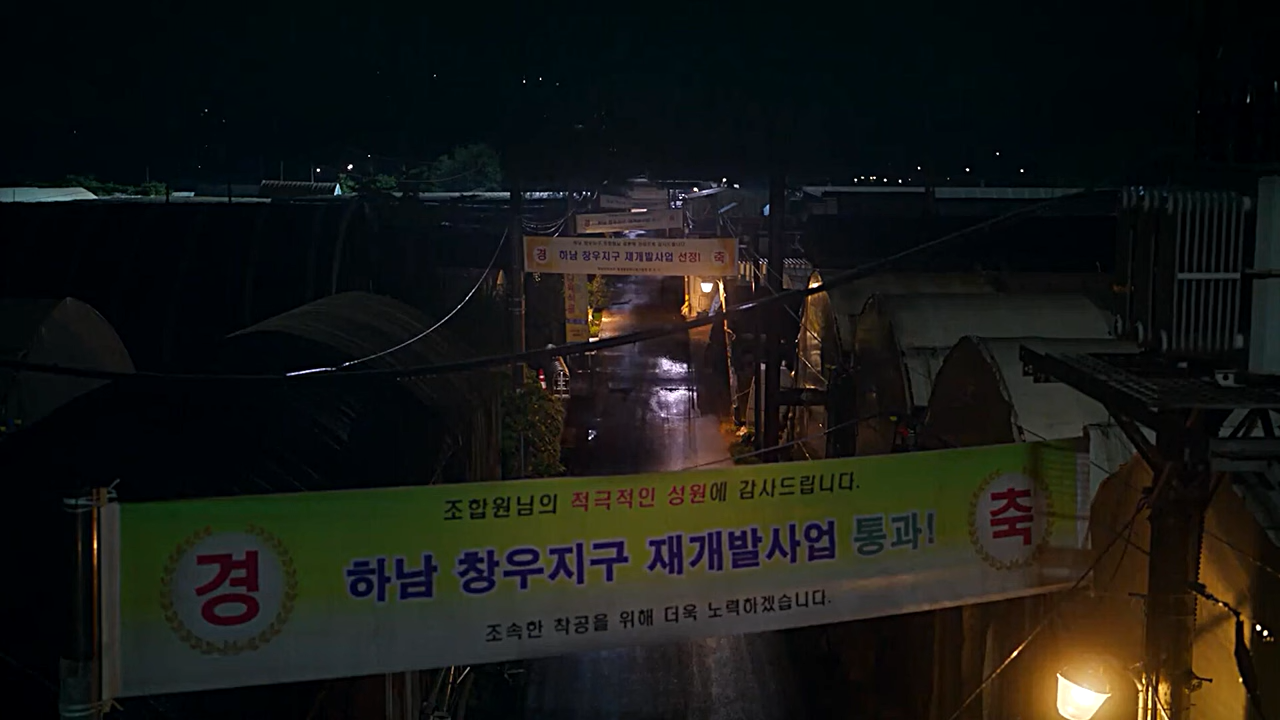 경 하남 창우지구 재개발사업 선정! 축
조합원님의 적극적인 성원에 감사드립니다.
경 하남 창우지구 재개발사업 통과! 축
조속한 착공을 위해 더욱 노력하겠습니다.